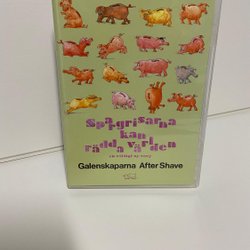 Spargrisarna
kan
rädda världen
Galenskaparna After Shave